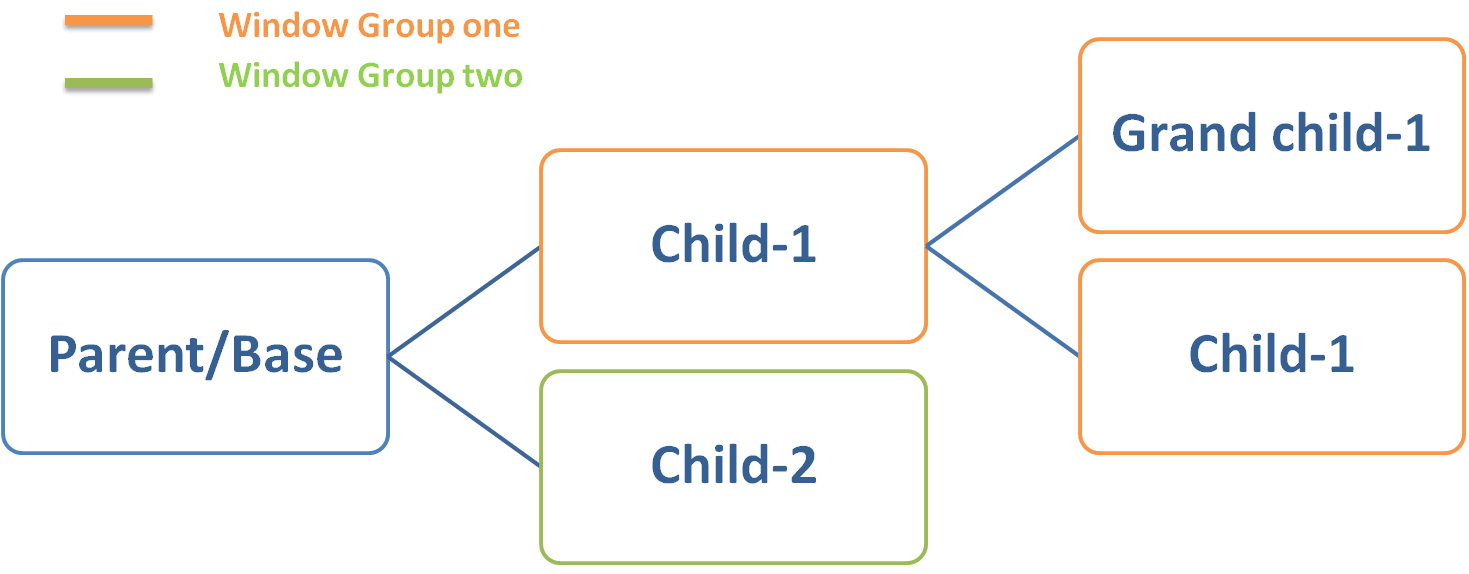 Window Group one
Window Group two
Grand child-1
Child-1
Parent/Base
Child-1
Child-2